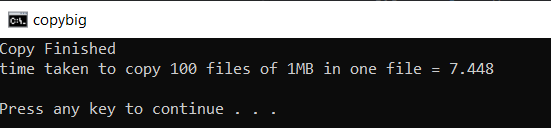 copybig
Copy Finished
time taken to copy 100 files of 1MB in one file = 7.448
Press any key to continue . . .